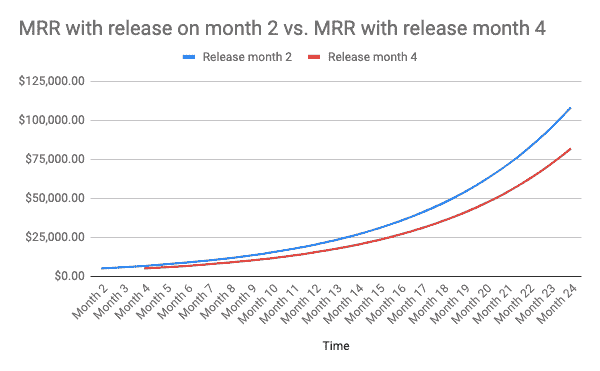 MRR with release on month 2 vs. MRR with release month 4
Release month 2
Release month 4
$125,000.00
$100,000.00
$75,000.00
$50,000.00
$25,000.00
$0.00
Month 2
Month 3
Month 4
Month 5
Month 6
Month 7
Month 8
Month 9
Month 10
Month 11
Month 12
Month 13
Month 14
Month 15
Month 16
Month 17
Month 18
Month 19
Month 20
Month 21
Month 22
Month 23
Month 24
Time